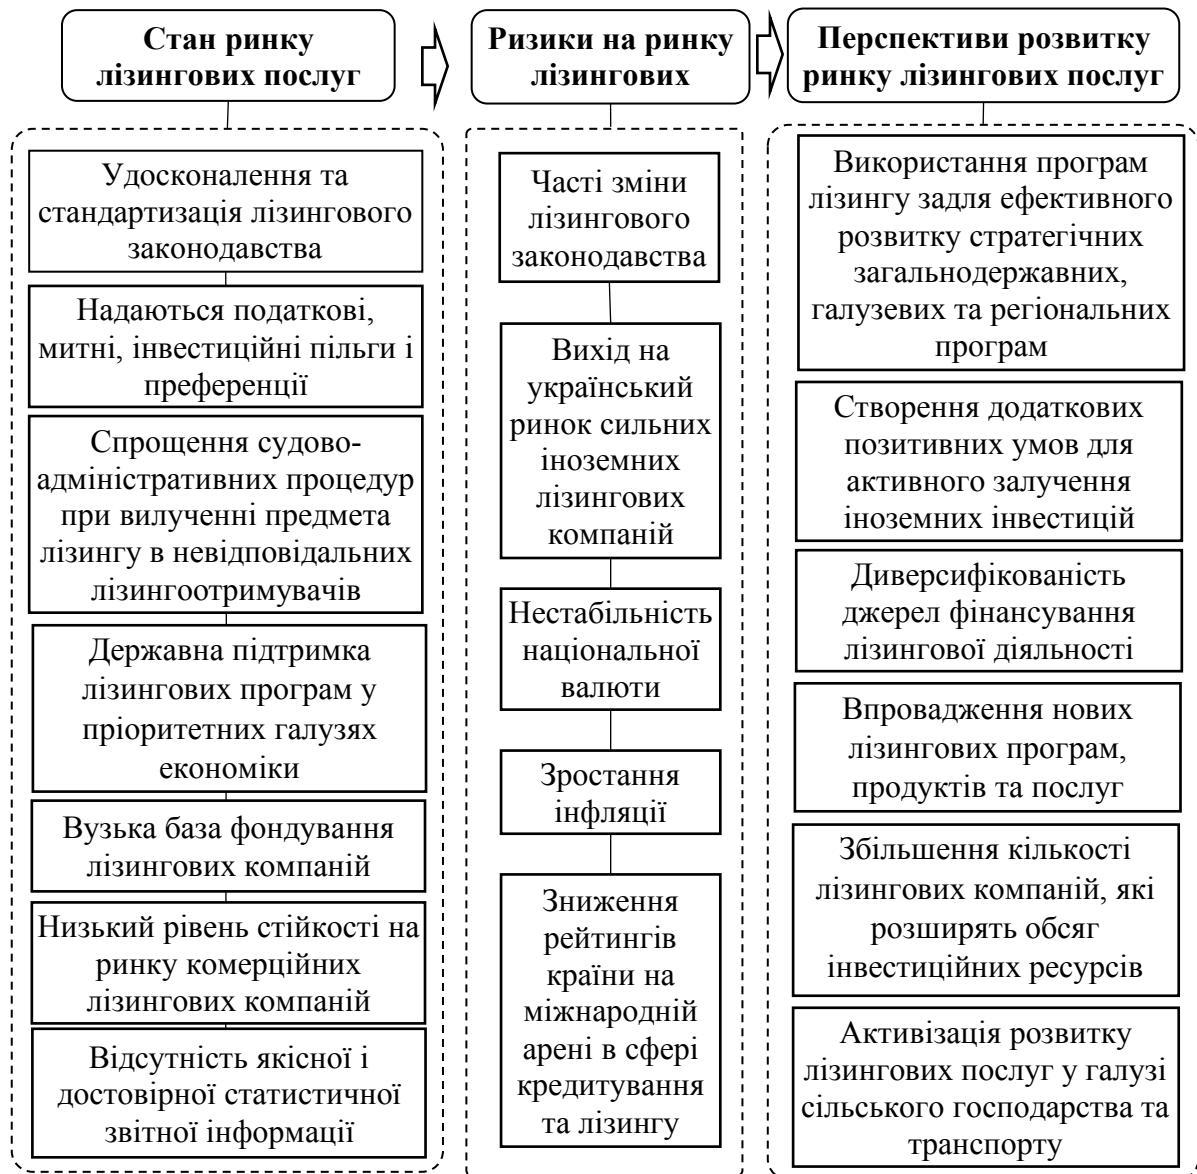 Стан ринку
лізингових послуг
Ризики на ринку
лізингових
Перспективи розвитку
ринку лізингових послуг
Удосконалення та
стандартизація лізингового
законодавства
Надаються податкові,
митні, інвестиційні пільги і
преференції
Спрощення судово-
адміністративних процедур
при вилученні предмета
лізингу в невідповідальних
лізингоотримувачів
Державна підтримка
лізингових програм у
пріоритетних галузях
економіки
Вузька база фондування
лізингових компаній
Низький рівень стійкості на
ринку комерційних
лізингових компаній
Відсутність якісної і
достовірної статистичної
звітної інформації
Часті зміни
лізингового
законодавства
Вихід на
український
ринок сильних
іноземних
лізингових
компаній
Нестабільність
національної
валюти
Зростання
інфляції
Зниження
рейтингів
країни на
міжнародній
арені в сфері
кредитування
та лізингу
Використання програм
лізингу задля ефективного
розвитку стратегічних
загальнодержавних,
галузевих та регіональних
програм
Створення додаткових
позитивних умов для
активного залучення
іноземних інвестицій
Диверсифікованість
джерел фінансування
лізингової діяльності
Впровадження нових
лізингових програм,
продуктів та послуг
Збільшення кількості
лізингових компаній, які
розширять обсяг
інвестиційних ресурсів
Активізація розвитку
лізингових послуг у галузі
сільського господарства та
транспорту